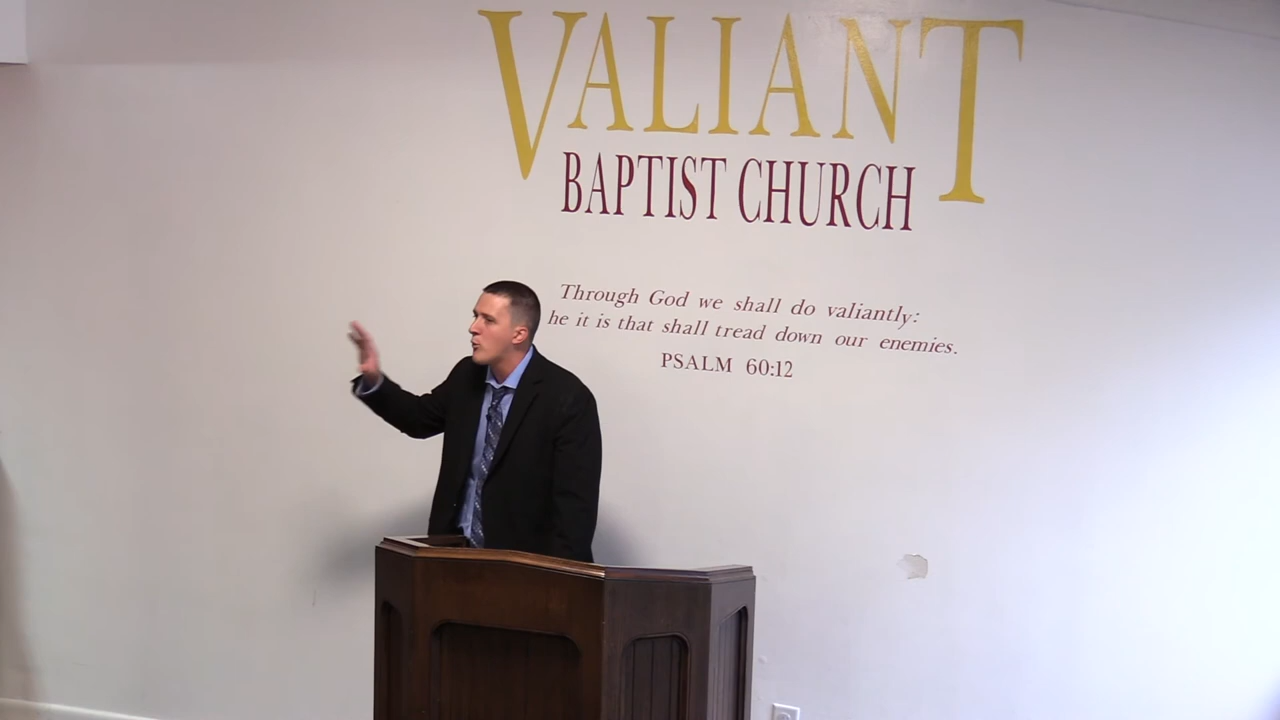 VALIANT
BAPTIST CHURCH
Through God we shall do valiantly:
he it is that shall tread down our enemies.
PSALM 60:12